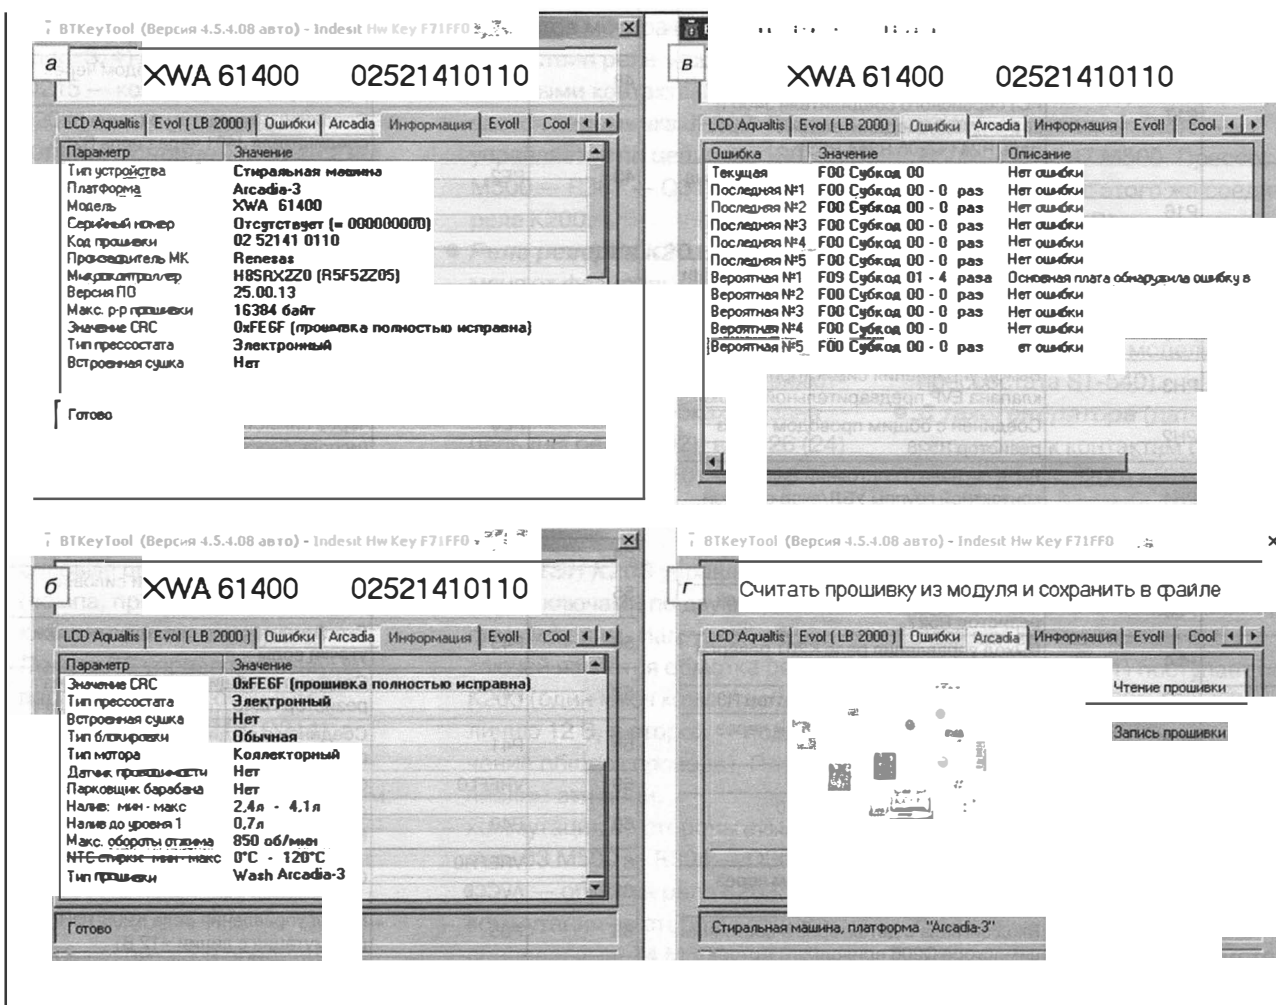 BTKeyTool (Версия 4.5.4.08 авто) - Indesit Hw Key F71FF0
а
XWA 61400 02521410110
LCD Aqualtis Evol (LB 2000) Ошибки Arcadia Информация EvoII Cool
Параметр Значение
Тип устройства Стиральная машина
Платформа Arcadia-3
Модель XWA 61400
Серийный номер Отсутствует (= 000000000)
Код прошивки 02 52141 0110
Производитель МК Renesas
Микроконтроллер H8SRX2Z0 (R5F52Z05)
Версия ПО 25.00.13
Макс. р-р прошивки 16384 байт
Значение CRC 0xFE6F (прошивка полностью исправна)
Тип прессостата Электронный
Встроенная сушка Нет
Готово
в
XWA 61400 02521410110
LCD Aqualtis Evol (LB 2000) Ошибки Arcadia Информация EvoII Cool
Ошибка Значение Описание
Текущая F00 Субкод 00 Нет ошибки
Последняя №1 F00 Субкод 00 - 0 раз Нет ошибки
Последняя №2 F00 Субкод 00 - 0 раз Нет ошибки
Последняя №3 F00 Субкод 00 - 0 раз Нет ошибки
Последняя №4 F00 Субкод 00 - 0 раз Нет ошибки
Последняя №5 F00 Субкод 00 - 0 раз Нет ошибки
Вероятная №1 F09 Субкод 01 - 4 раза Основная плата обнаружила ошибку в
Вероятная №2 F00 Субкод 00 - 0 раз Нет ошибки
Вероятная №3 F00 Субкод 00 - 0 раз Нет ошибки
Вероятная №4 F00 Субкод 00 - 0 Нет ошибки
Вероятная №5 F00 Субкод 00 - 0 раз ет ошибки
BTKeyTool (Версия 4.5.4.08 авто) - Indesit Hw Key F71FF0
б
XWA 61400 02521410110
LCD Aqualtis Evol (LB 2000) Ошибки Arcadia Информация EvoII Cool
Параметр Значение
Значение CRC 0xFE6F (прошивка полностью исправна)
Тип прессостата Электронный
Встроенная сушка Нет
Тип блокировки Обычная
Тип мотора Коллекторный
Датчик проводимости Нет
Парковщик барабана Нет
Налив: мин - макс 2,4л - 4,1л
Налив до уровня 1 0,7л
Макс. обороты отжима 850 об/мин
NTC стирки: мин - макс 0°C - 120°C
Тип прошивки Wash Arcadia-3
Готово
BTKeyTool (Версия 4.5.4.08 авто) - Indesit Hw Key F71FF0
г
Считать прошивку из модуля и сохранить в файле
LCD Aqualtis Evol (LB 2000) Ошибки Arcadia Информация EvoII Cool
Чтение прошивки
Запись прошивки
Стиральная машина, платформа "Arcadia-3"